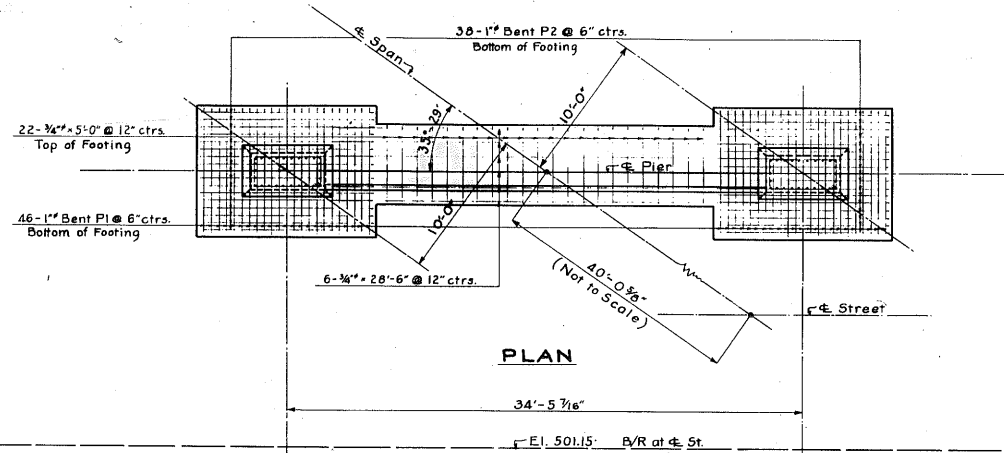 38-1"ᶲ Bent P2 @ 6" ctrs.
Bottom of Footing
℄ Span
10'-0"
35°-29'
22-3/4"ᶲ × 5'-0" @ 12" ctrs.
Top of Footing
℄ Pier
46-1"ᶲ Bent P1 @ 6" ctrs.
Bottom of Footing
10'-0"
6-3/4"ᶲ × 28'-6" @ 12" ctrs.
40'-0 5/8"
(Not to Scale)
℄ Street
PLAN
34'-5 7/16"
El. 501.15 B/R at ℄ St.